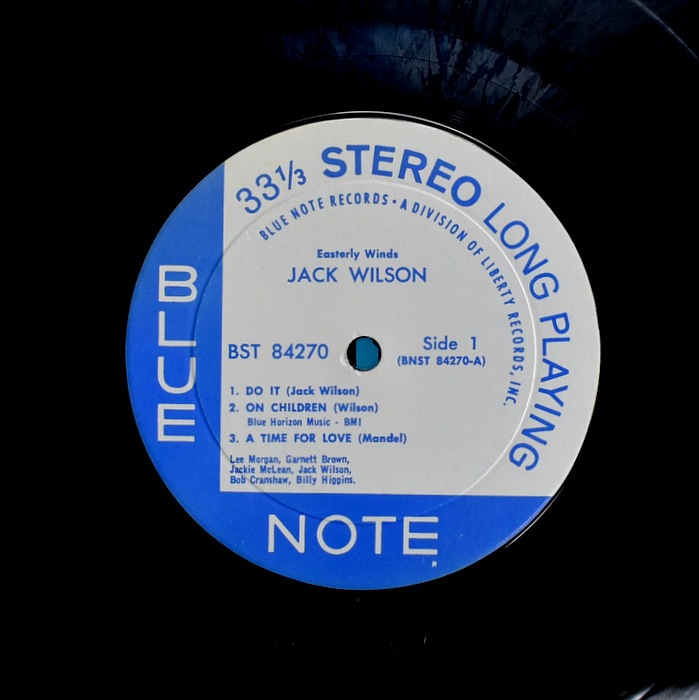 33⅓ STEREO LONG PLAYING
BLUE NOTE RECORDS • A DIVISION OF LIBERTY RECORDS, INC.
Easterly Winds
JACK WILSON
BST 84270
Side 1
(BNST 84270-A)
1. DO IT (Jack Wilson)
2. ON CHILDREN (Wilson)
Blue Horizon Music - BMI
3. A TIME FOR LOVE (Mandel)
Lee Morgan, Garnett Brown,
Jackie McLean, Jack Wilson,
Bob Cranshaw, Billy Higgins.
BLUE
NOTE
R